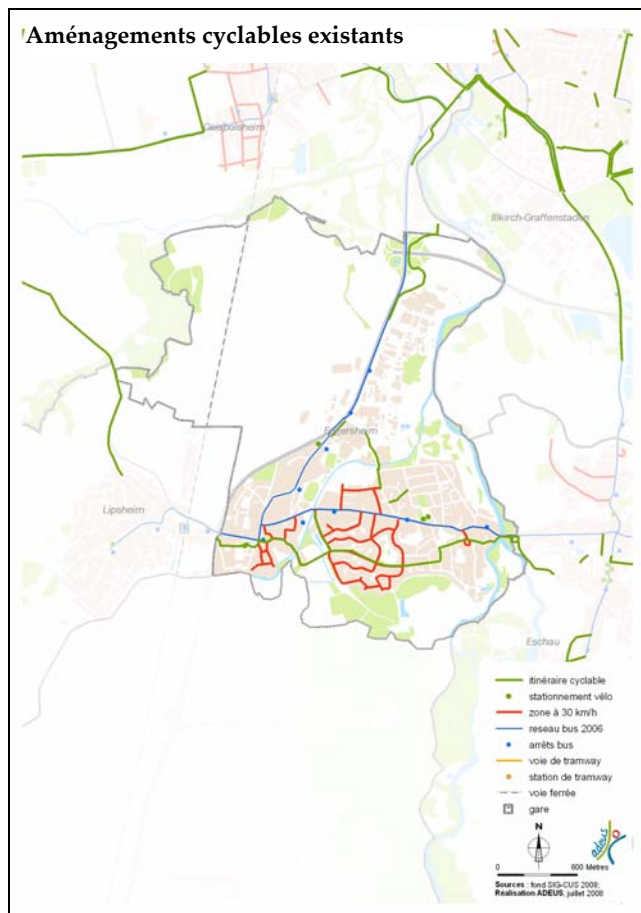 Aménagements cyclables existants
Geispolsheim
Illkirch-Graffenstaden
Fegersheim
Lipsheim
Eschau
itinéraire cyclable
stationnement vélo
zone à 30 km/h
reseau bus 2006
arrêts bus
voie de tramway
station de tramway
voie ferrée
gare
N
adeus
0 600 Mètres
Sources : fond SIG-CUS 2008;
Réalisation ADEUS, juillet 2008